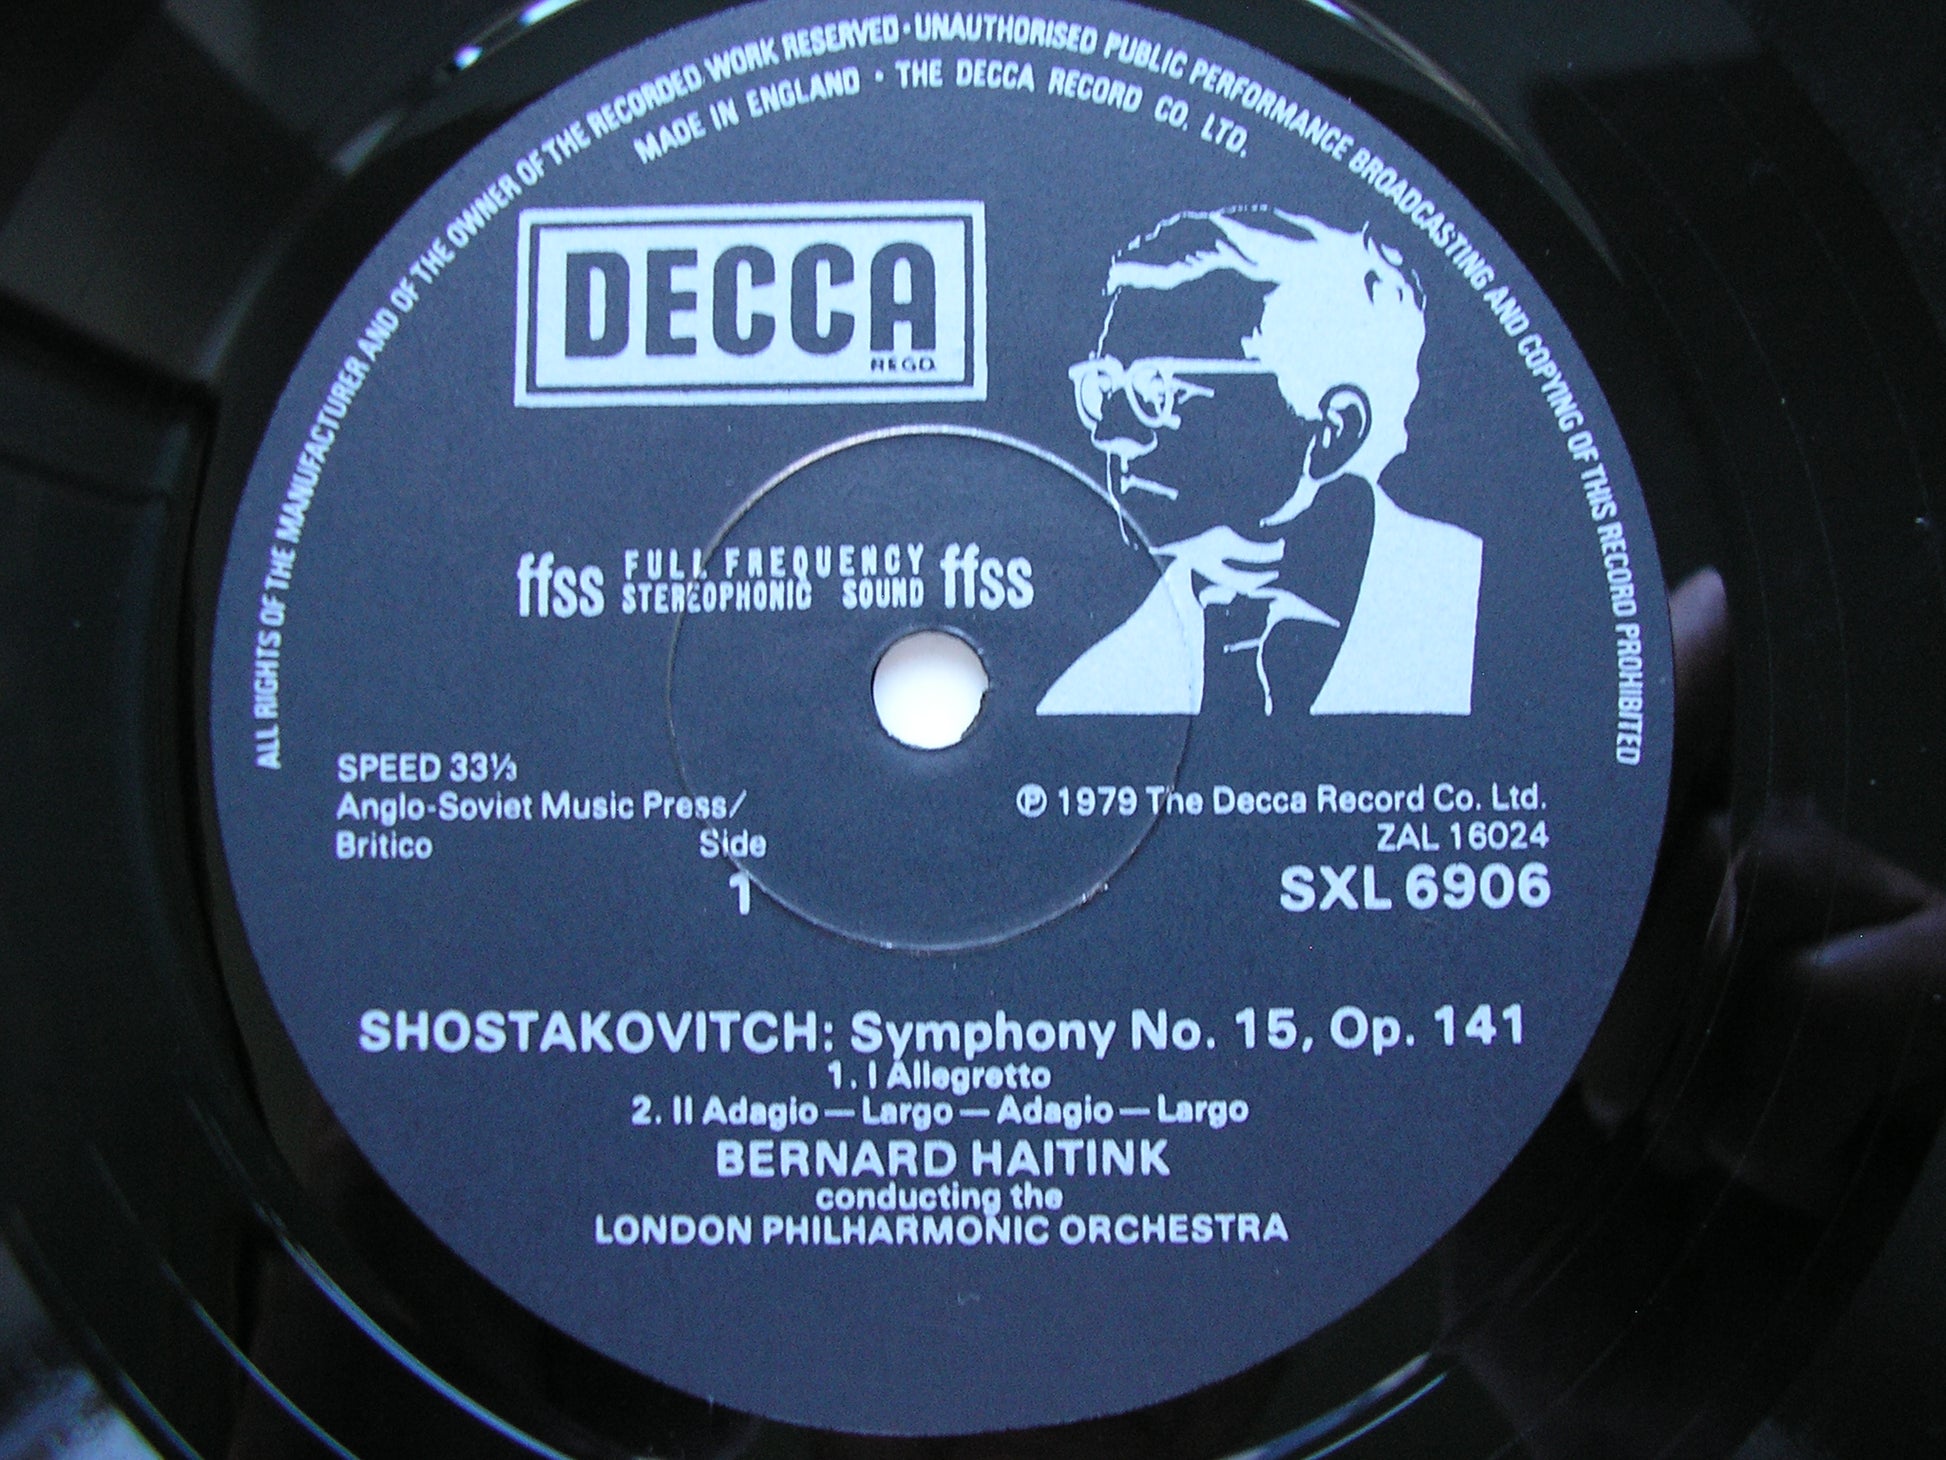 ALL RIGHTS OF THE MANUFACTURER AND OF THE OWNER OF THE RECORDED WORK RESERVED · UNAUTHORISED PUBLIC PERFORMANCE BROADCASTING AND COPYING OF THIS RECORD PROHIBITED
MADE IN ENGLAND · THE DECCA RECORD CO. LTD.
DECCA
REGD.
ffss FULL FREQUENCY STEREOPHONIC SOUND ffss
SPEED 33⅓
Anglo-Soviet Music Press/
Britico
Side
1
℗ 1979 The Decca Record Co. Ltd.
ZAL 16024
SXL 6906
SHOSTAKOVITCH: Symphony No. 15, Op. 141
1. I Allegretto
2. II Adagio — Largo — Adagio — Largo
BERNARD HAITINK
conducting the
LONDON PHILHARMONIC ORCHESTRA